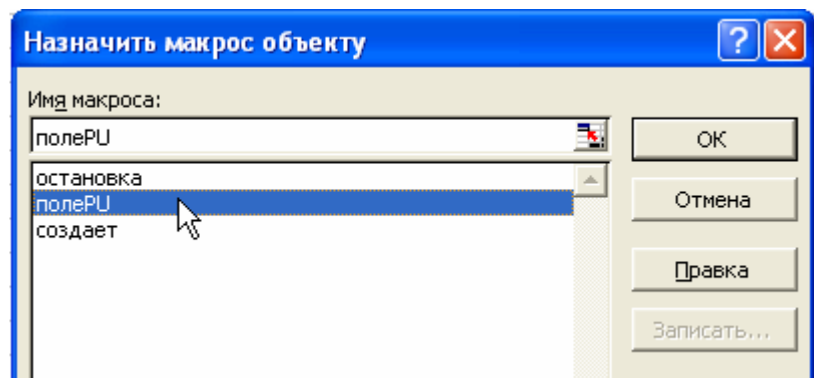 Назначить макрос объекту
Имя макроса:
полеPU
ОК
остановка
полеPU
Отмена
создает
Правка
Записать...